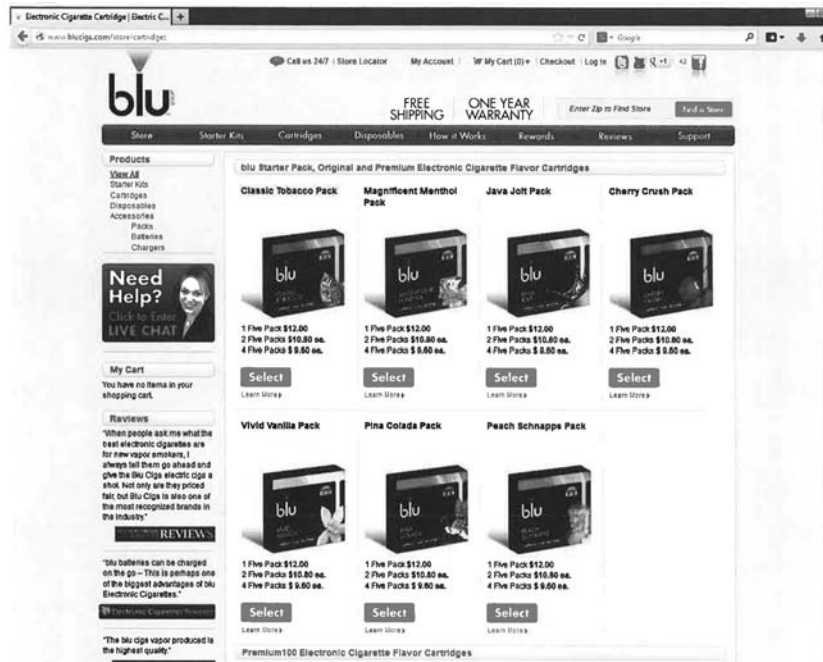 Electronic Cigarette Cartridge | Electric C...
www.blucigs.com/store/cartridges
Google
Call us 24/7 | Store Locator My Account My Cart (0) Checkout Log In +1 42
blu
FREE SHIPPING
ONE YEAR WARRANTY
Enter Zip to Find Store Find a Store
Store Starter Kits Cartridges Disposables How it Works Rewards Reviews Support
Products
View All
Starter Kits
Cartridges
Disposables
Accessories
Packs
Batteries
Chargers
Need
Help?
Click to Enter
LIVE CHAT
My Cart
You have no items in your
shopping cart.
Reviews
"When people ask me what the
best electronic cigarettes are
for new vapor smokers, I
always tell them go ahead and
give the Blu Cigs electric cigs a
shot. Not only are they priced
fair, but Blu Cigs is also one of
the most recognized brands in
the industry."
REVIEWS
"blu batteries can be charged
on the go – This is perhaps one
of the biggest advantages of blu
Electronic Cigarettes."
Electronic Cigarettes
"The blu cigs vapor produced is
the highest quality."
blu Starter Pack, Original and Premium Electronic Cigarette Flavor Cartridges
Classic Tobacco Pack
blu
1 Five Pack $12.00
2 Five Packs $10.80 ea.
4 Five Packs $ 9.60 ea.
Select
Learn More
Magnificent Menthol
Pack
blu
1 Five Pack $12.00
2 Five Packs $10.80 ea.
4 Five Packs $ 9.60 ea.
Select
Learn More
Java Jolt Pack
blu
1 Five Pack $12.00
2 Five Packs $10.80 ea.
4 Five Packs $ 9.60 ea.
Select
Learn More
Cherry Crush Pack
blu
1 Five Pack $12.00
2 Five Packs $10.80 ea.
4 Five Packs $ 9.60 ea.
Select
Learn More
Vivid Vanilla Pack
blu
1 Five Pack $12.00
2 Five Packs $10.80 ea.
4 Five Packs $ 9.60 ea.
Select
Learn More
Pina Colada Pack
blu
1 Five Pack $12.00
2 Five Packs $10.80 ea.
4 Five Packs $ 9.60 ea.
Select
Learn More
Peach Schnapps Pack
blu
1 Five Pack $12.00
2 Five Packs $10.80 ea.
4 Five Packs $ 9.60 ea.
Select
Learn More
Premium100 Electronic Cigarette Flavor Cartridges